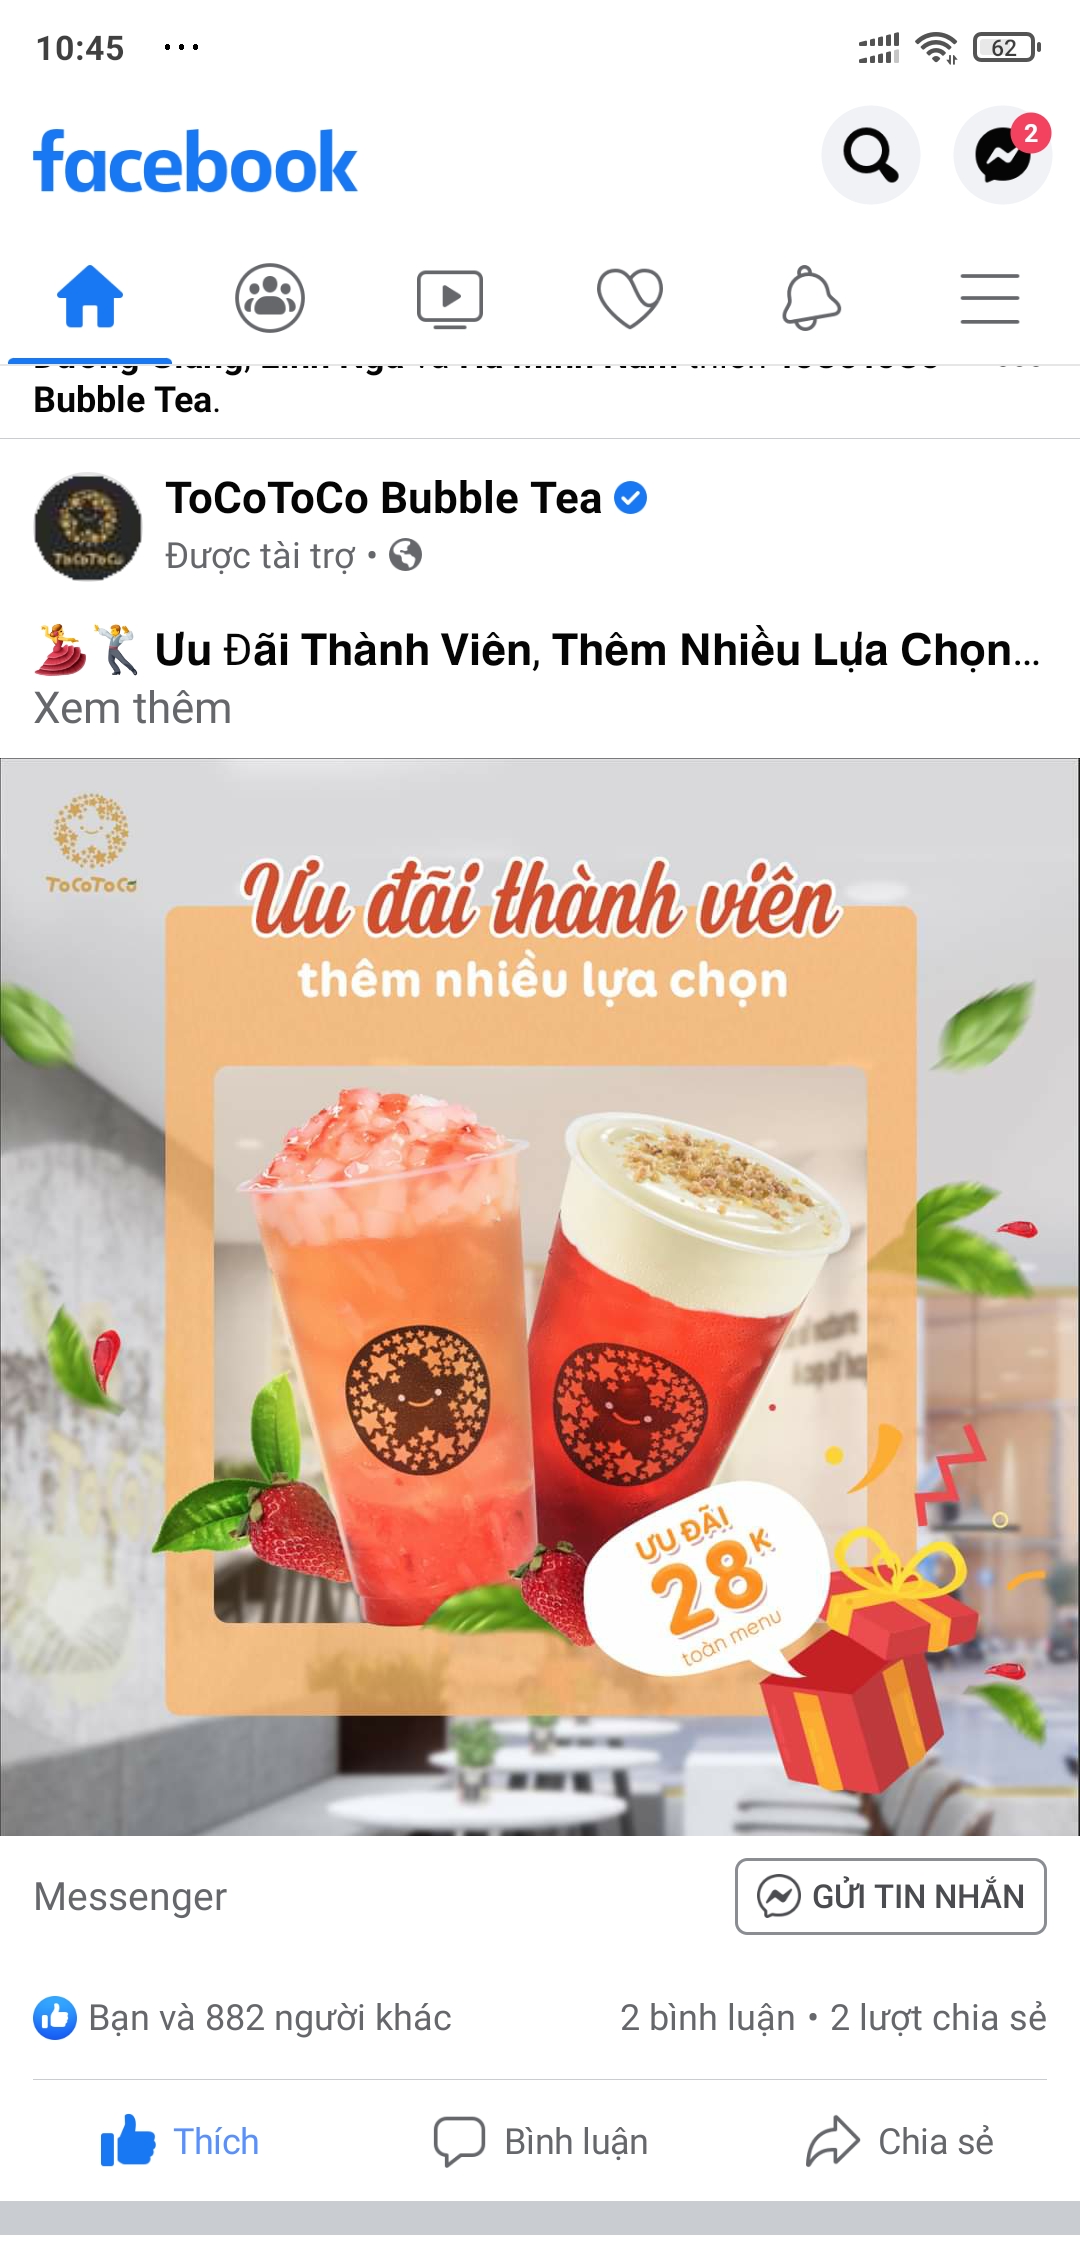 10:45 ...
62
facebook
2
Bubble Tea.
ToCoToCo Bubble Tea
Được tài trợ •
Ưu Đãi Thành Viên, Thêm Nhiều Lựa Chọn...
Xem thêm
ToCoToCo
Ưu đãi thành viên
thêm nhiều lựa chọn
ƯU ĐÃI
28K
toàn menu
Messenger
GỬI TIN NHẮN
Bạn và 882 người khác
2 bình luận • 2 lượt chia sẻ
Thích
Bình luận
Chia sẻ